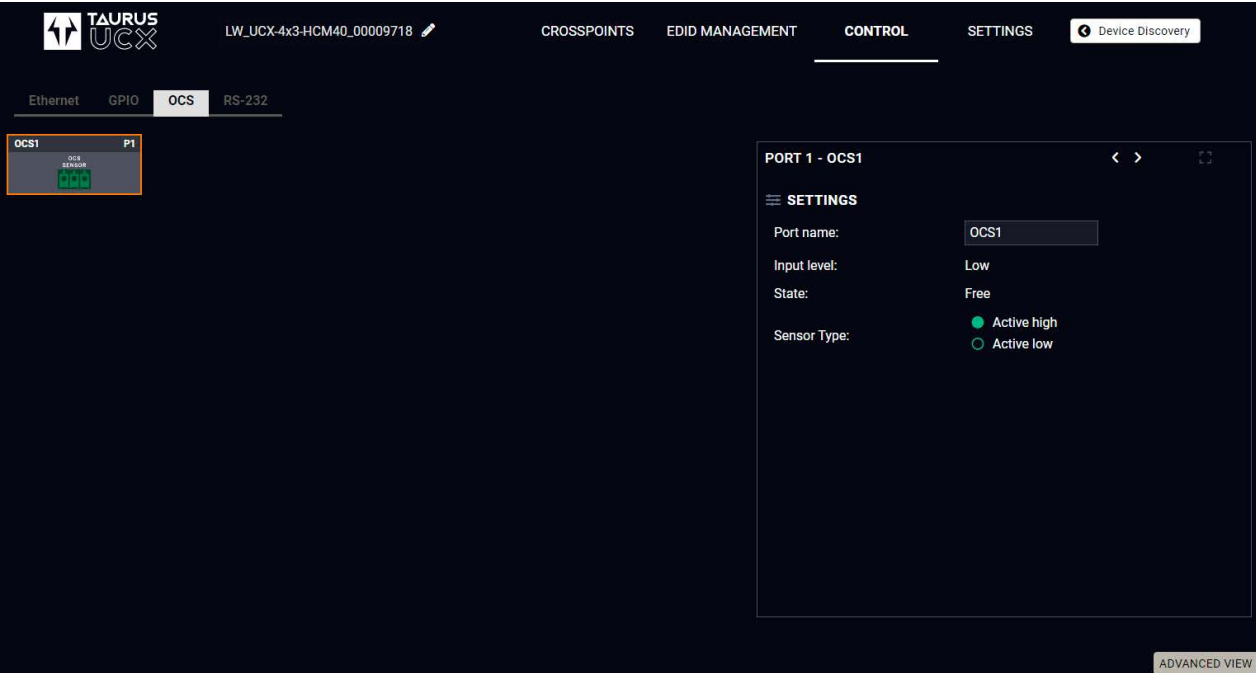 TAURUS
UCX
LW_UCX-4x3-HCM40_00009718
CROSSPOINTS
EDID MANAGEMENT
CONTROL
SETTINGS
Device Discovery
Ethernet
GPIO
OCS
RS-232
OCS1 P1
OCS
SENSOR
PORT 1 - OCS1
SETTINGS
Port name: OCS1
Input level: Low
State: Free
Sensor Type:
Active high
Active low
ADVANCED VIEW